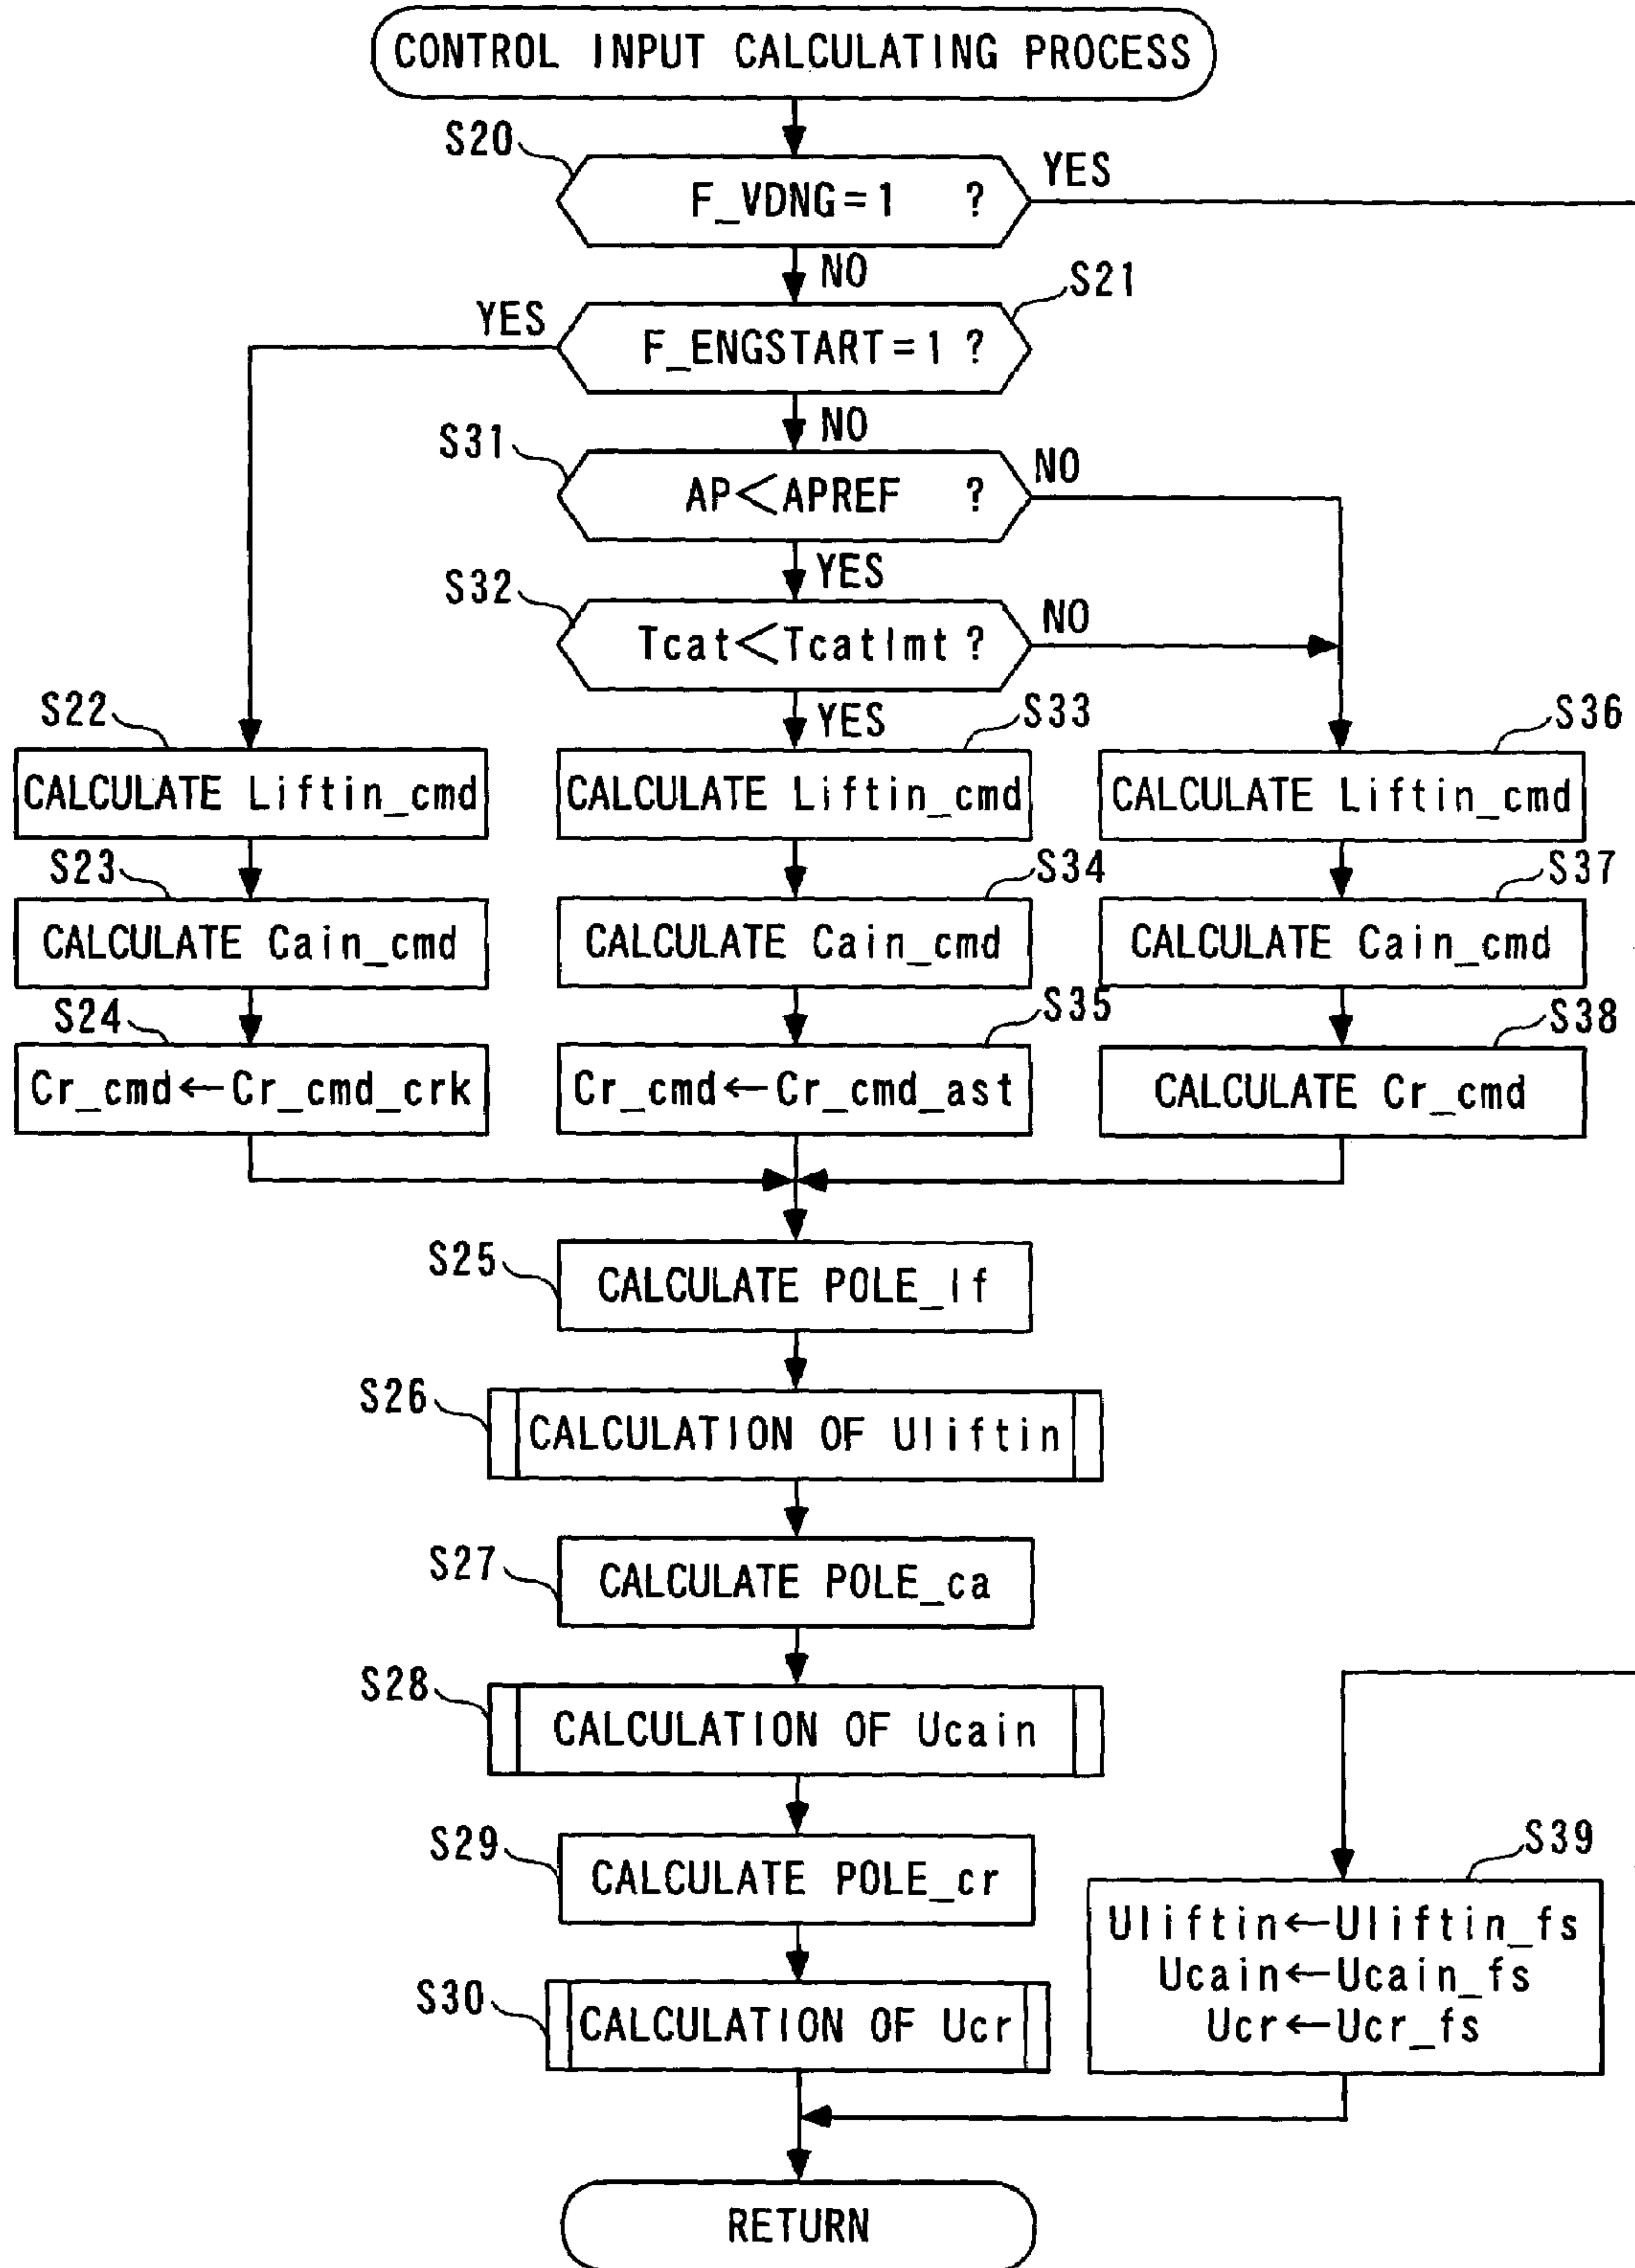 CONTROL INPUT CALCULATING PROCESS
S20
F_VDNG=1 ?
YES
NO
S21
YES
F_ENGSTART=1 ?
NO
S31
AP<APREF ?
NO
YES
S32
Tcat<Tcatlmt ?
NO
YES
S22
S33
S36
CALCULATE Liftin_cmd
CALCULATE Liftin_cmd
CALCULATE Liftin_cmd
S23
S34
S37
CALCULATE Cain_cmd
CALCULATE Cain_cmd
CALCULATE Cain_cmd
S24
S35
S38
Cr_cmd←Cr_cmd_crk
Cr_cmd←Cr_cmd_ast
CALCULATE Cr_cmd
S25
CALCULATE POLE_lf
S26
CALCULATION OF Uliftin
S27
CALCULATE POLE_ca
S28
CALCULATION OF Ucain
S29
CALCULATE POLE_cr
S39
Uliftin←Uliftin_fs
Ucain←Ucain_fs
Ucr←Ucr_fs
S30
CALCULATION OF Ucr
RETURN